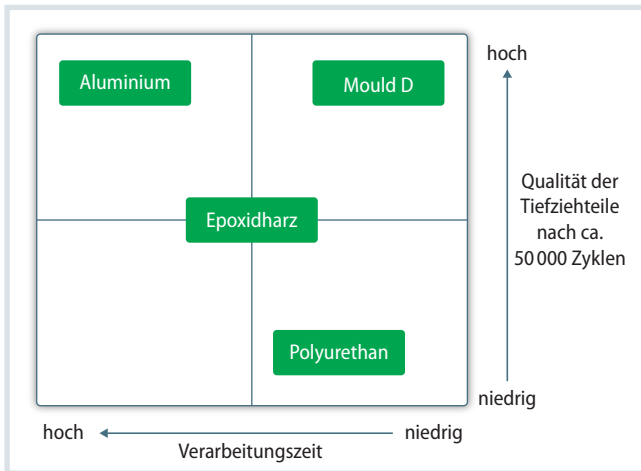 hoch
Aluminium
Mould D
Qualität der
Tiefziehteile
nach ca.
50 000 Zyklen
Epoxidharz
Polyurethan
niedrig
hoch
niedrig
Verarbeitungszeit